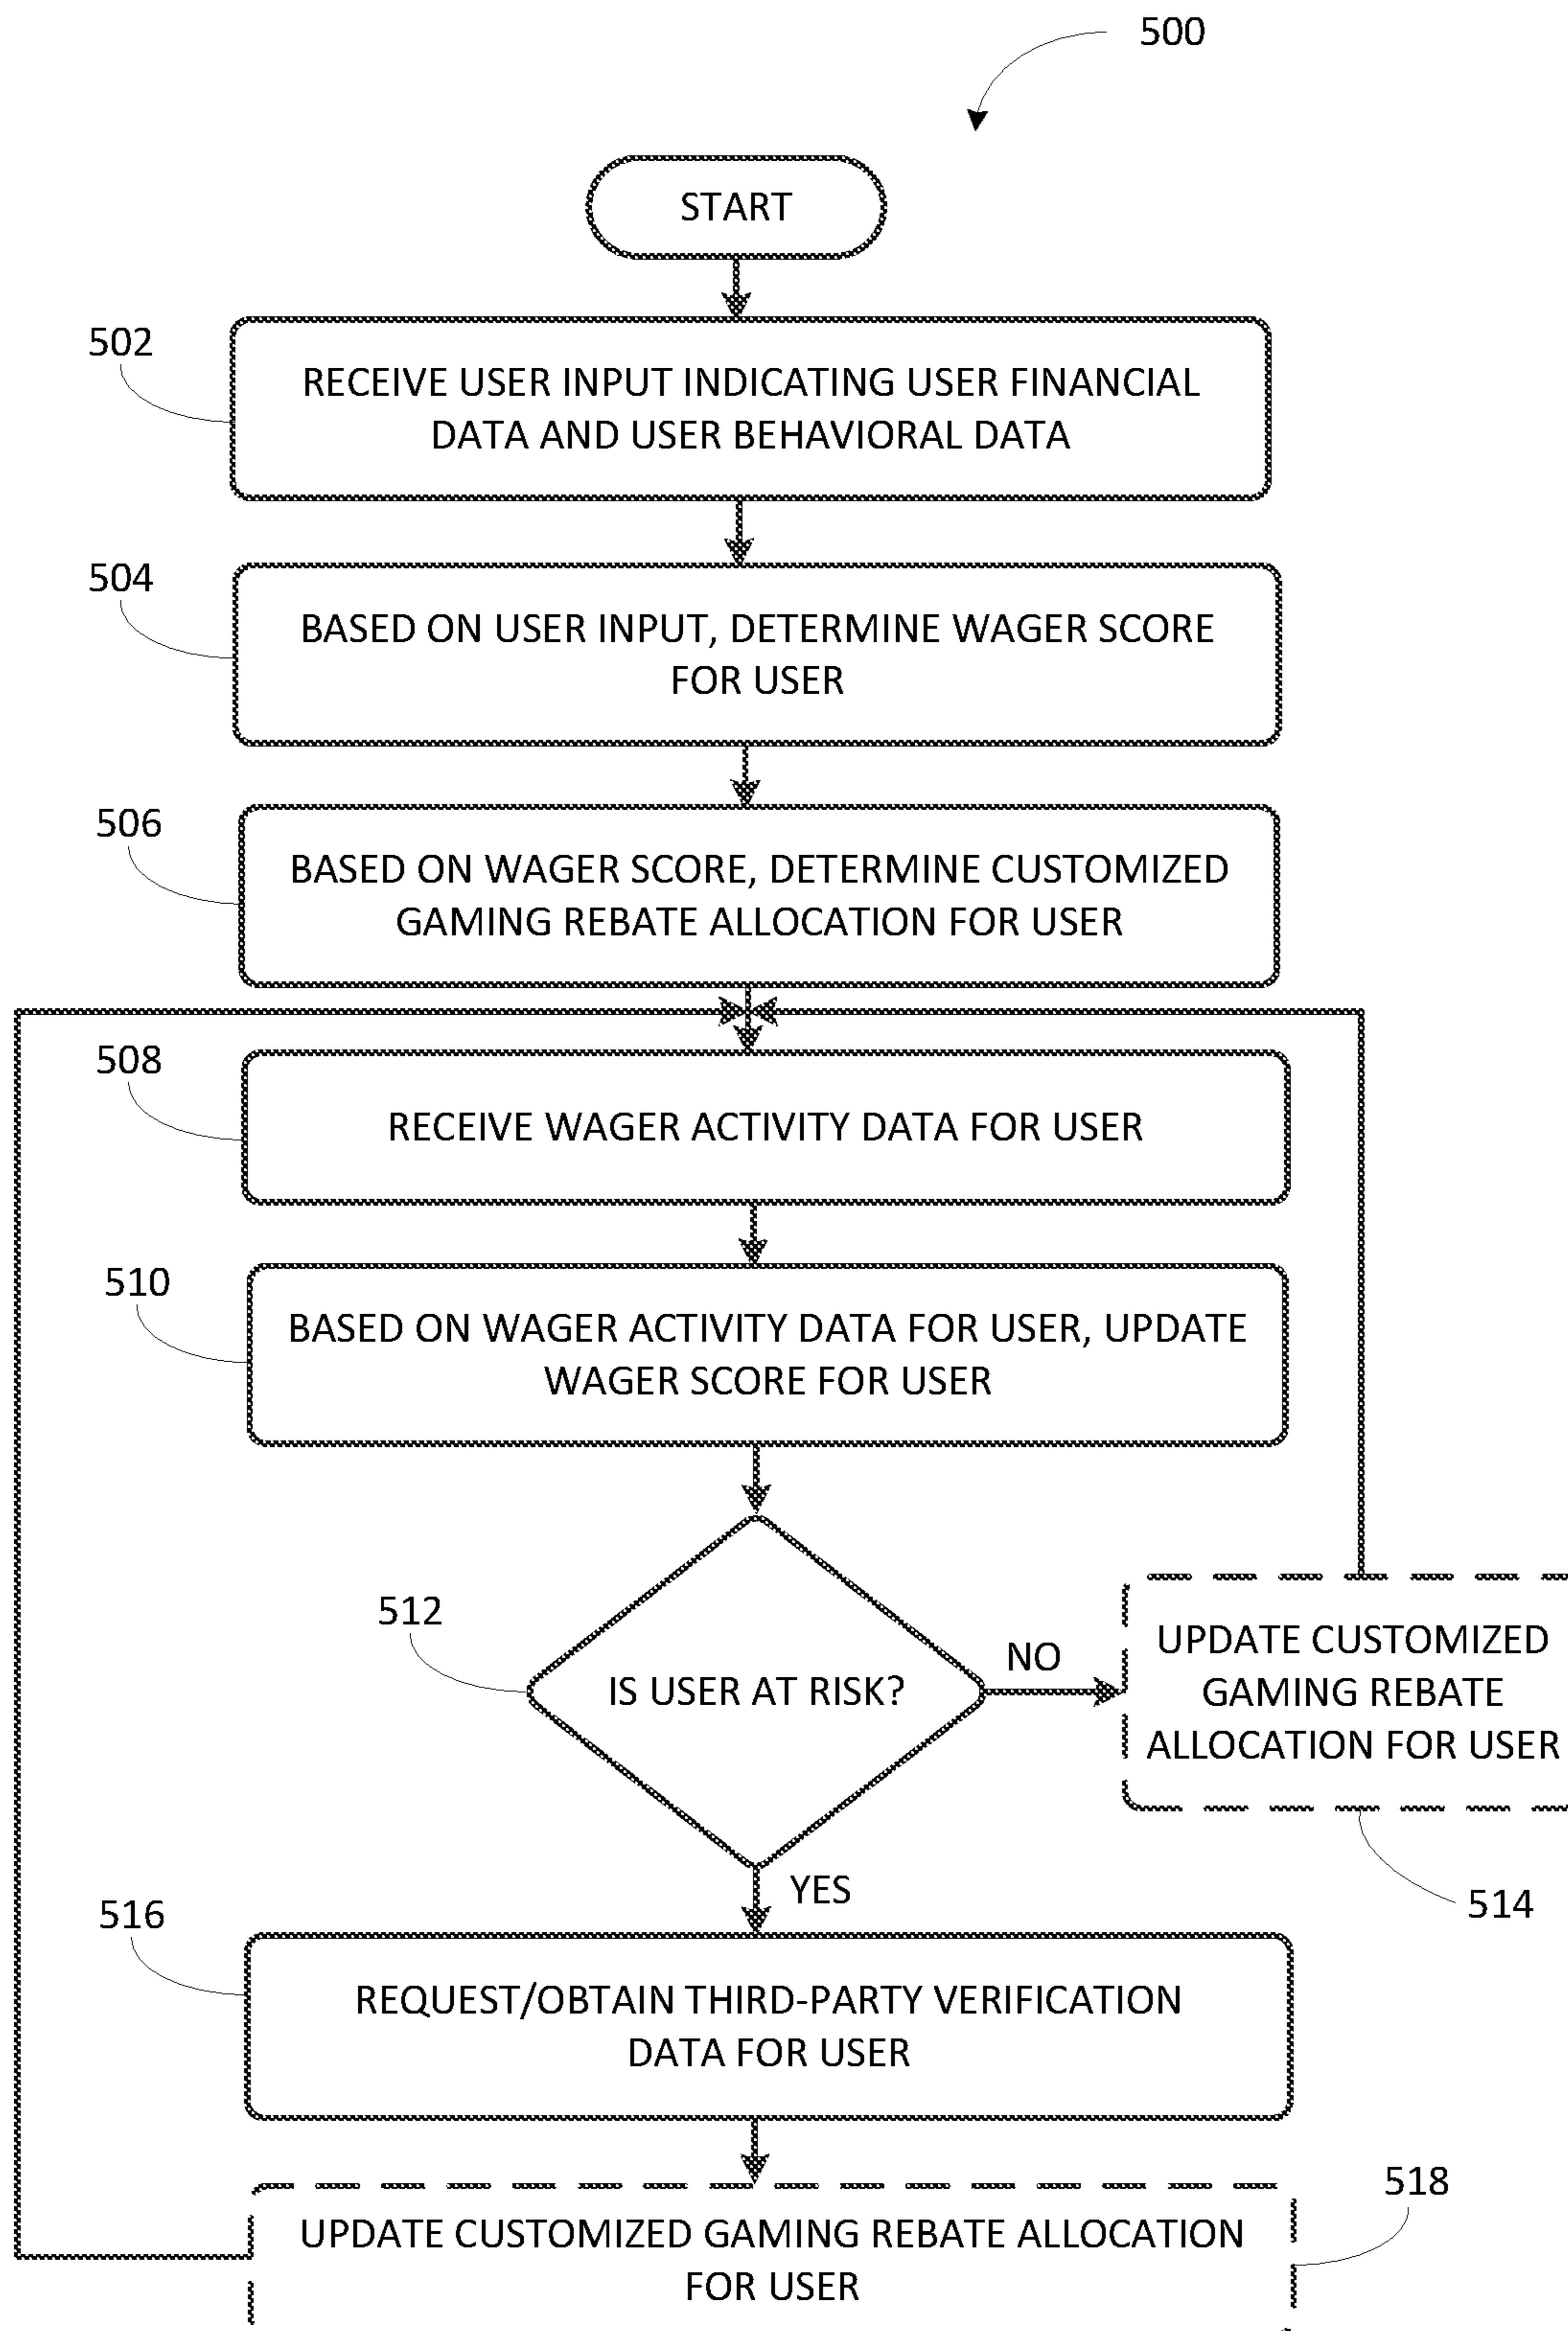 500
START
502
RECEIVE USER INPUT INDICATING USER FINANCIAL
DATA AND USER BEHAVIORAL DATA
504
BASED ON USER INPUT, DETERMINE WAGER SCORE
FOR USER
506
BASED ON WAGER SCORE, DETERMINE CUSTOMIZED
GAMING REBATE ALLOCATION FOR USER
508
RECEIVE WAGER ACTIVITY DATA FOR USER
510
BASED ON WAGER ACTIVITY DATA FOR USER, UPDATE
WAGER SCORE FOR USER
512
IS USER AT RISK?
NO
UPDATE CUSTOMIZED
GAMING REBATE
ALLOCATION FOR USER
514
YES
516
REQUEST/OBTAIN THIRD-PARTY VERIFICATION
DATA FOR USER
518
UPDATE CUSTOMIZED GAMING REBATE ALLOCATION
FOR USER